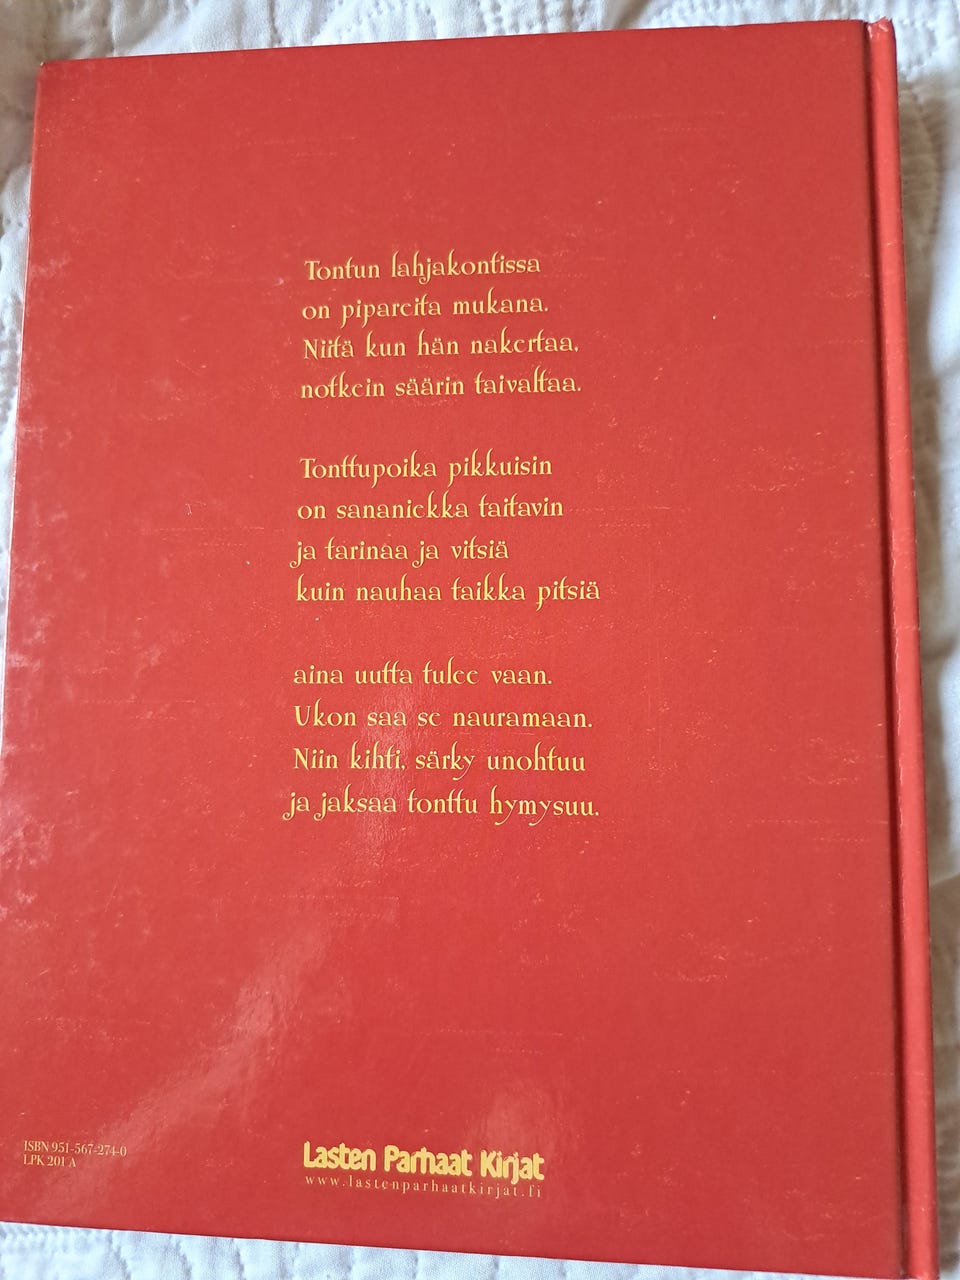 Tontun lahjakontissa
on pipareita mukana.
Niitä kun hän nakertaa,
notkein säärin taivaltaa.
Tonttupoika pikkuisin
on sananiekka taitavin
ja tarinaa ja vitsiä
kuin nauhaa taikka pitsiä
aina uutta tulee vaan.
Ukon saa se nauramaan.
Niin kihti, särky unohtuu
ja jaksaa tonttu hymysuu.
ISBN 951-567-274-0
LPK 201 A
Lasten Parhaat Kirjat
www.lastenparhaatkirjat.fi